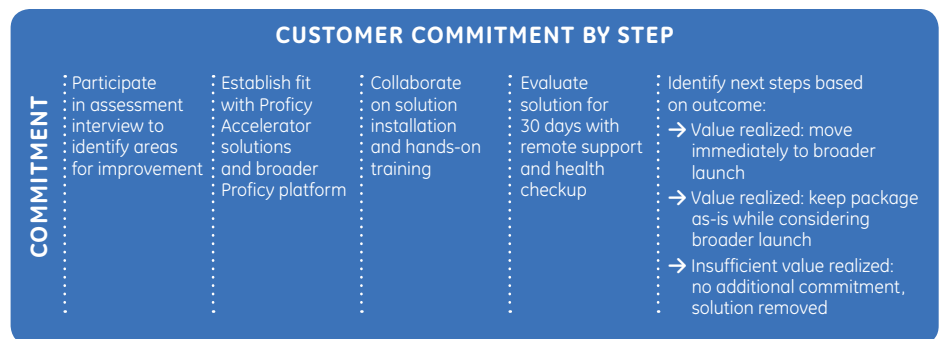 CUSTOMER COMMITMENT BY STEP
COMMITMENT
Participate
in assessment
interview to
identify areas
for improvement
Establish fit
with Proficy
Accelerator
solutions
and broader
Proficy platform
Collaborate
on solution
installation
and hands-on
training
Evaluate
solution for
30 days with
remote support
and health
checkup
Identify next steps based
on outcome:
→ Value realized: move
immediately to broader
launch
→ Value realized: keep package
as-is while considering
broader launch
→ Insufficient value realized:
no additional commitment,
solution removed